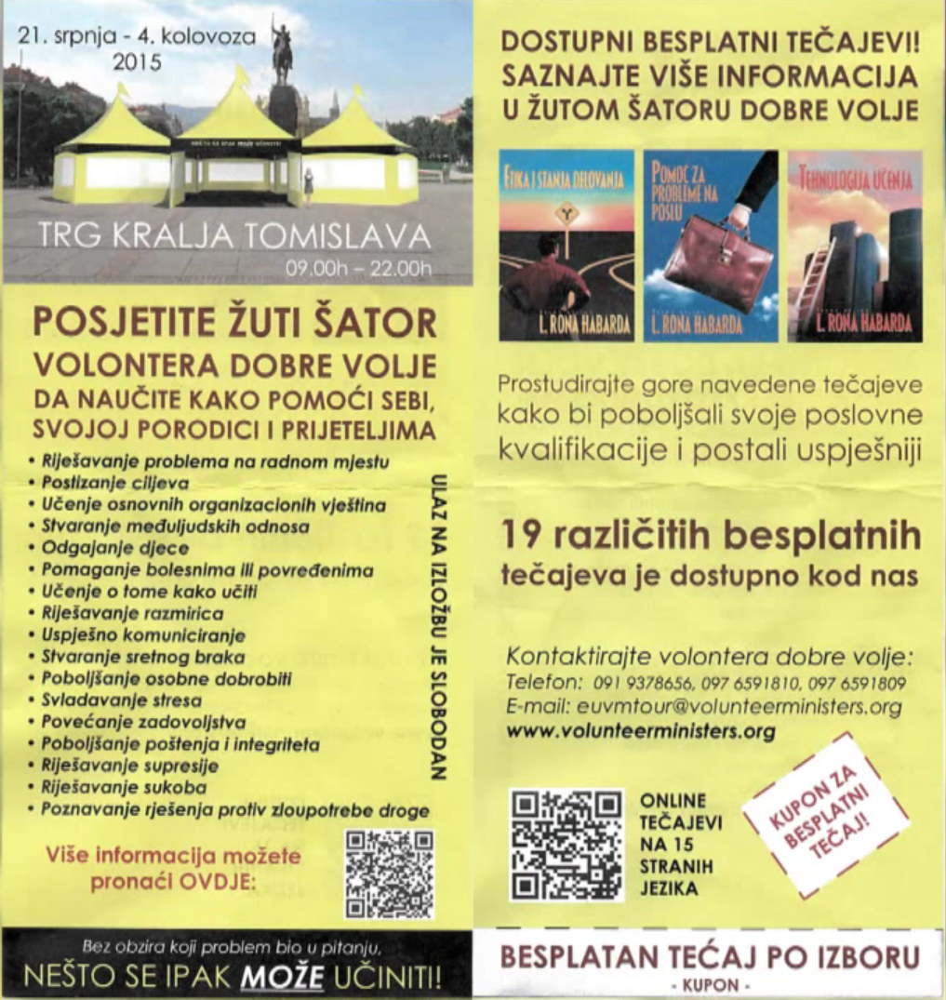 21. srpnja - 4. kolovoza
2015
NEŠTO SE IPAK MOŽE UČINITI!
TRG KRALJA TOMISLAVA
09.00h – 22.00h
POSJETITE ŽUTI ŠATOR
VOLONTERA DOBRE VOLJE
DA NAUČITE KAKO POMOĆI SEBI,
SVOJOJ PORODICI I PRIJETELJIMA
• Riješavanje problema na radnom mjestu
• Postizanje ciljeva
• Učenje osnovnih organizacionih vještina
• Stvaranje međuljudskih odnosa
• Odgajanje djece
• Pomaganje bolesnima ili povređenima
• Učenje o tome kako učiti
• Riješavanje razmirica
• Uspješno komuniciranje
• Stvaranje sretnog braka
• Poboljšanje osobne dobrobiti
• Svladavanje stresa
• Povećanje zadovoljstva
• Poboljšanje poštenja i integriteta
• Riješavanje supresije
• Riješavanje sukoba
• Poznavanje rješenja protiv zloupotrebe droge
ULAZ NA IZLOŽBU JE SLOBODAN
Više informacija možete
pronaći OVDJE:
Bez obzira koji problem bio u pitanju,
NEŠTO SE IPAK MOŽE UČINITI!
DOSTUPNI BESPLATNI TEČAJEVI!
SAZNAJTE VIŠE INFORMACIJA
U ŽUTOM ŠATORU DOBRE VOLJE
ETIKA I STANJA DELOVANJA
L. RONA HABARDA
POMOĆ ZA
PROBLEME NA
POSLU
L. RONA HABARDA
TEHNOLOGIJA UČENJA
L. RONA HABARDA
Prostudirajte gore navedene tečajeve
kako bi poboljšali svoje poslovne
kvalifikacije i postali uspješniji
19 različitih besplatnih
tečajeva je dostupno kod nas
Kontaktirajte volontera dobre volje:
Telefon: 091 9378656, 097 6591810, 097 6591809
E-mail: euvmtour@volunteerministers.org
www.volunteerministers.org
ONLINE
TEČAJEVI
NA 15
STRANIH
JEZIKA
KUPON ZA
BESPLATNI
TEČAJ!
BESPLATAN TEĆAJ PO IZBORU
- KUPON -